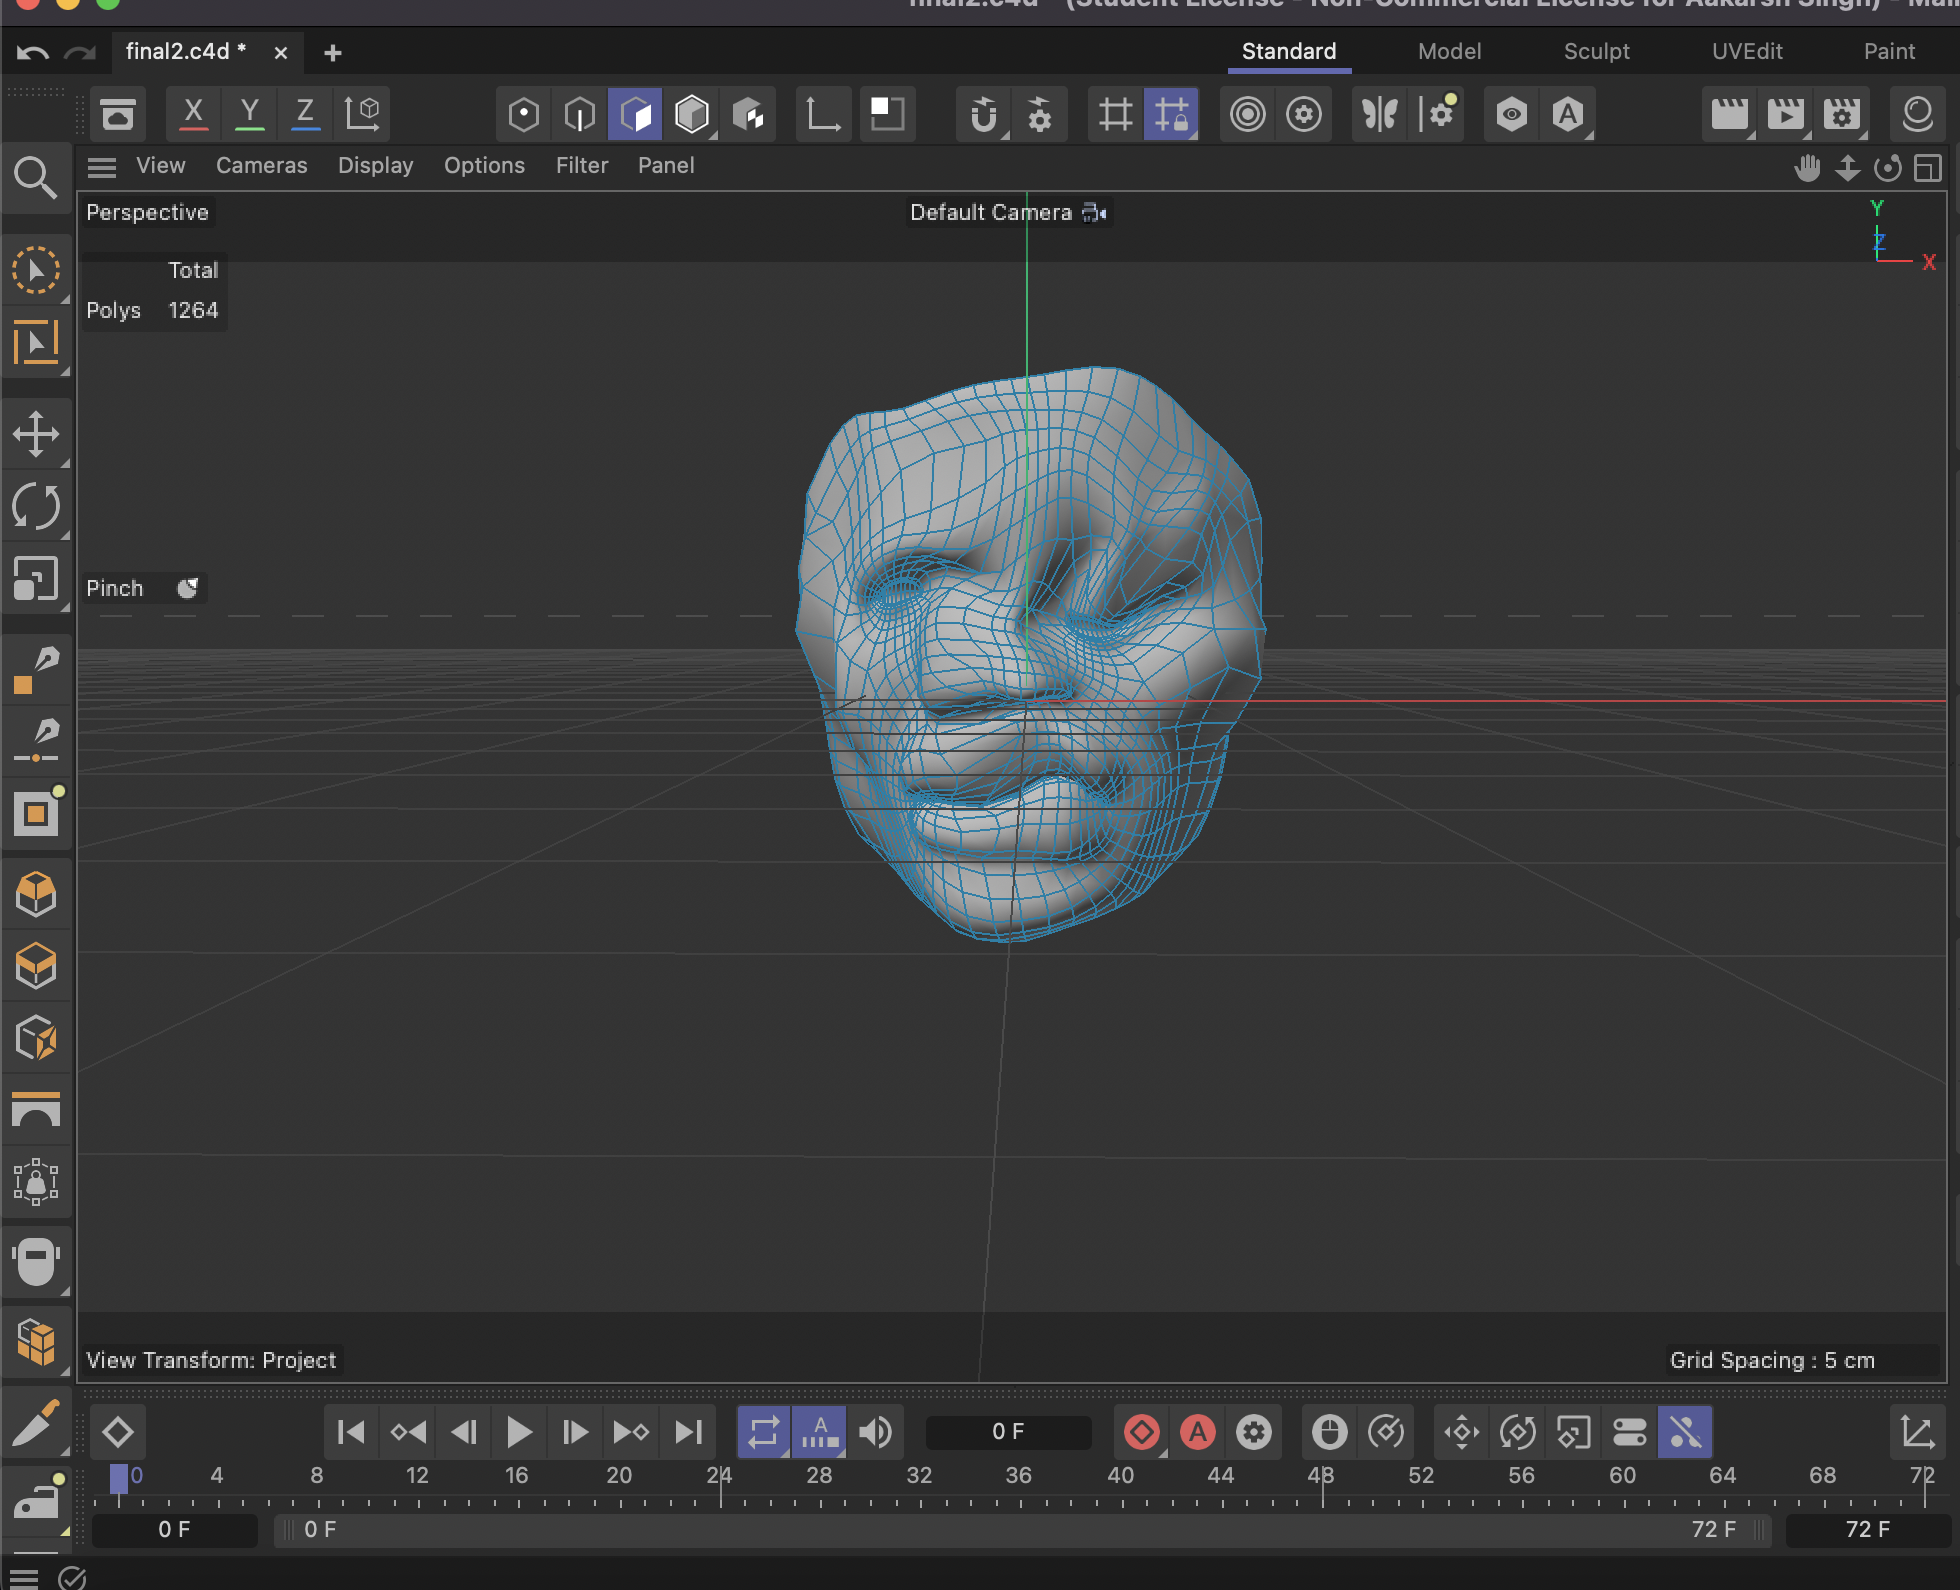 final2.c4d * (Student License - Non-Commercial License for Aakarsh Singh) -
final2.c4d *
Standard Model Sculpt UVEdit Paint
X Y Z
A
View Cameras Display Options Filter Panel
Perspective
Default Camera
Y
Z
X
Total
Polys 1264
Pinch
View Transform: Project
Grid Spacing : 5 cm
A
0 F
A
0 4 8 12 16 20 24 28 32 36 40 44 48 52 56 60 64 68 72
0 F
0 F
72 F
72 F